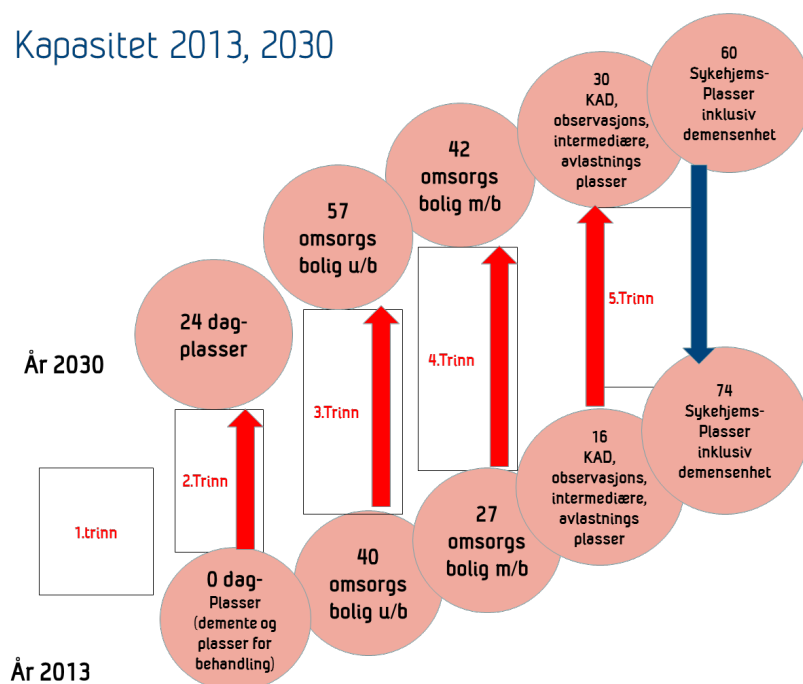 Kapasitet 2013, 2030
60
Sykehjems-
Plasser
inklusiv
demensenhet
30
KAD,
observasjons,
intermediære,
avlastnings
plasser
42
omsorgs
bolig m/b
57
omsorgs
bolig u/b
24 dag-
plasser
År 2030
1.trinn
2.Trinn
3.Trinn
4.Trinn
5.Trinn
74
Sykehjems-
Plasser
inklusiv
demensenhet
16
KAD,
observasjons,
intermediære,
avlastnings
plasser
27
omsorgs
bolig m/b
40
omsorgs
bolig u/b
0 dag-
Plasser
(demente og
plasser for
behandling)
År 2013